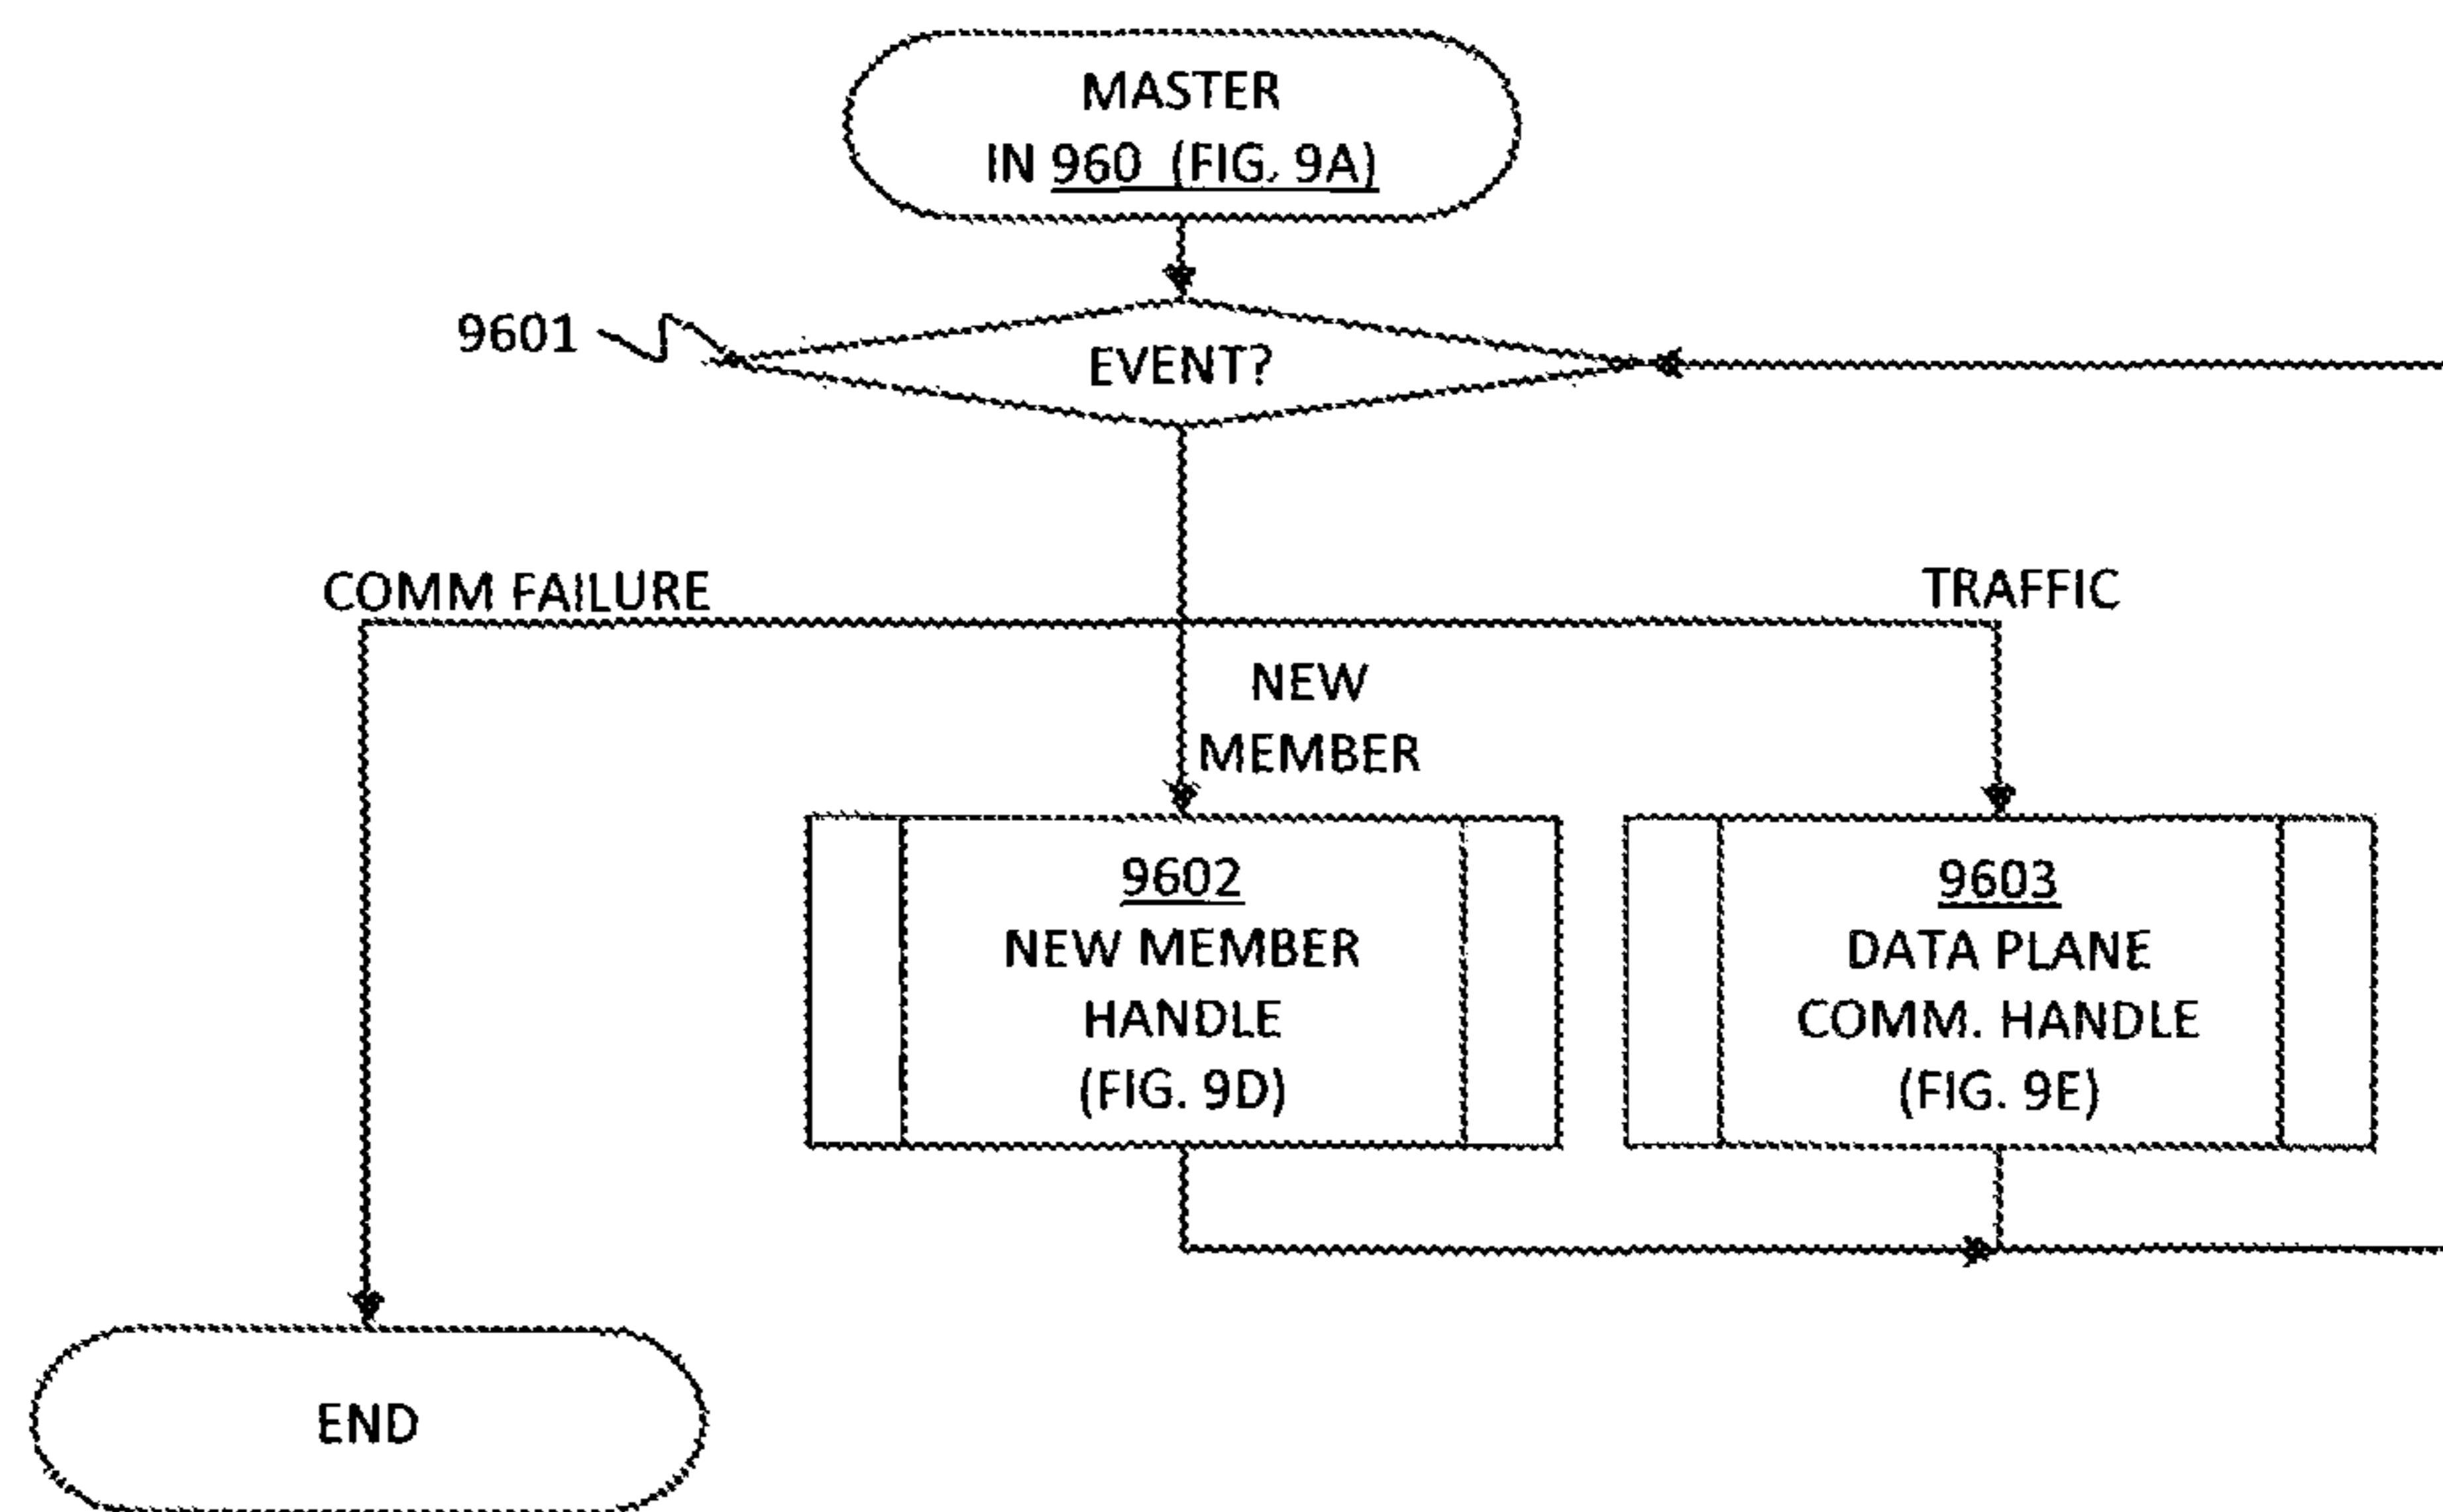 MASTER
IN 960 (FIG. 9A)
9601
EVENT?
COMM FAILURE
TRAFFIC
NEW
MEMBER
9602
NEW MEMBER
HANDLE
(FIG. 9D)
9603
DATA PLANE
COMM. HANDLE
(FIG. 9E)
END